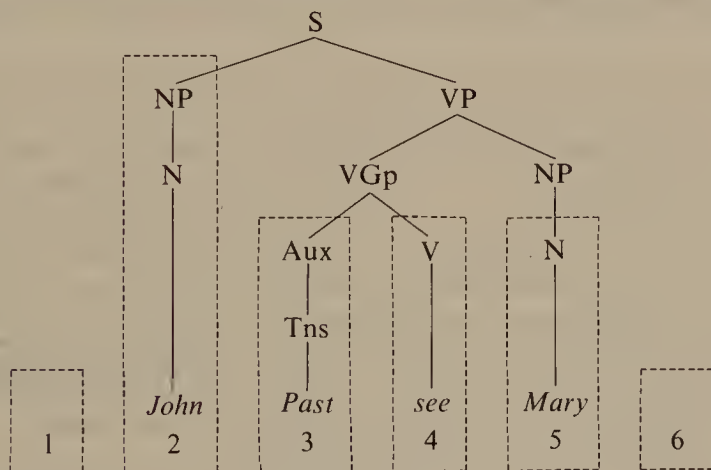 S
NP VP
N VGp NP
Aux V N
Tns
John Past see Mary
1 2 3 4 5 6